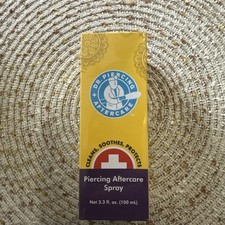 DR. PIERCING
AFTERCARE
CLEANS, SOOTHES, PROTECTS
Piercing Aftercare
Spray
Net 3.3 fl. oz. (100 mL)